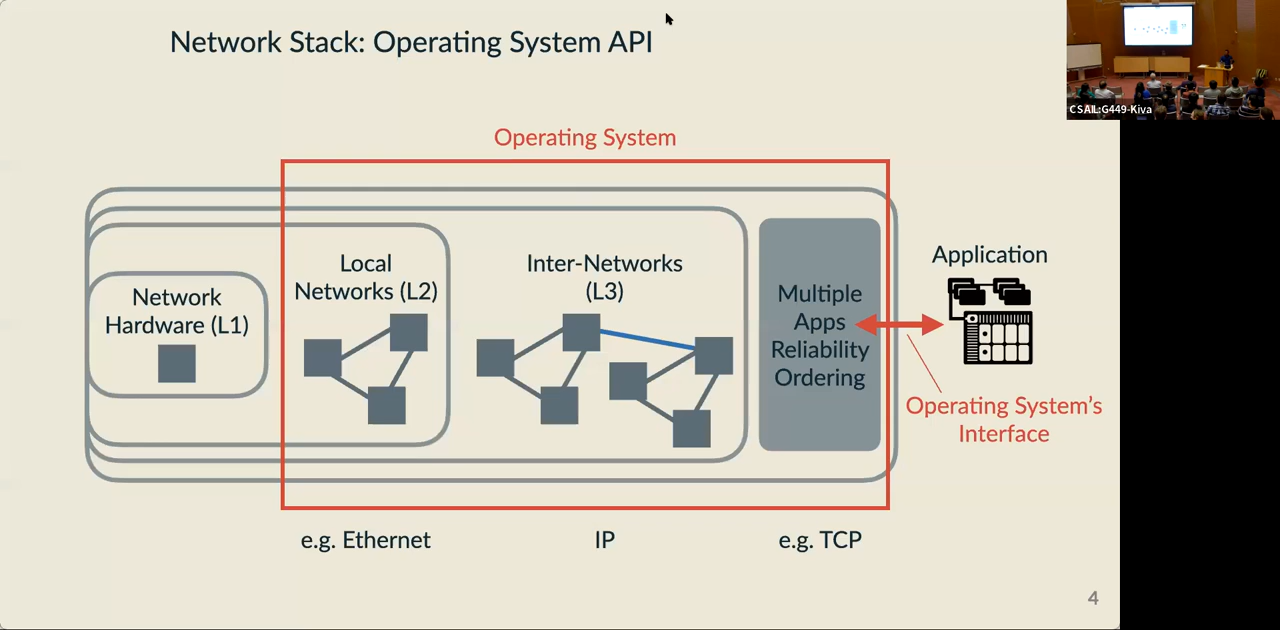 Network Stack: Operating System API
CSAIL:G449-Kiva
Operating System
Network
Hardware (L1)
Local
Networks (L2)
Inter-Networks
(L3)
Multiple
Apps
Reliability
Ordering
Application
Operating System's
Interface
e.g. Ethernet
IP
e.g. TCP
4